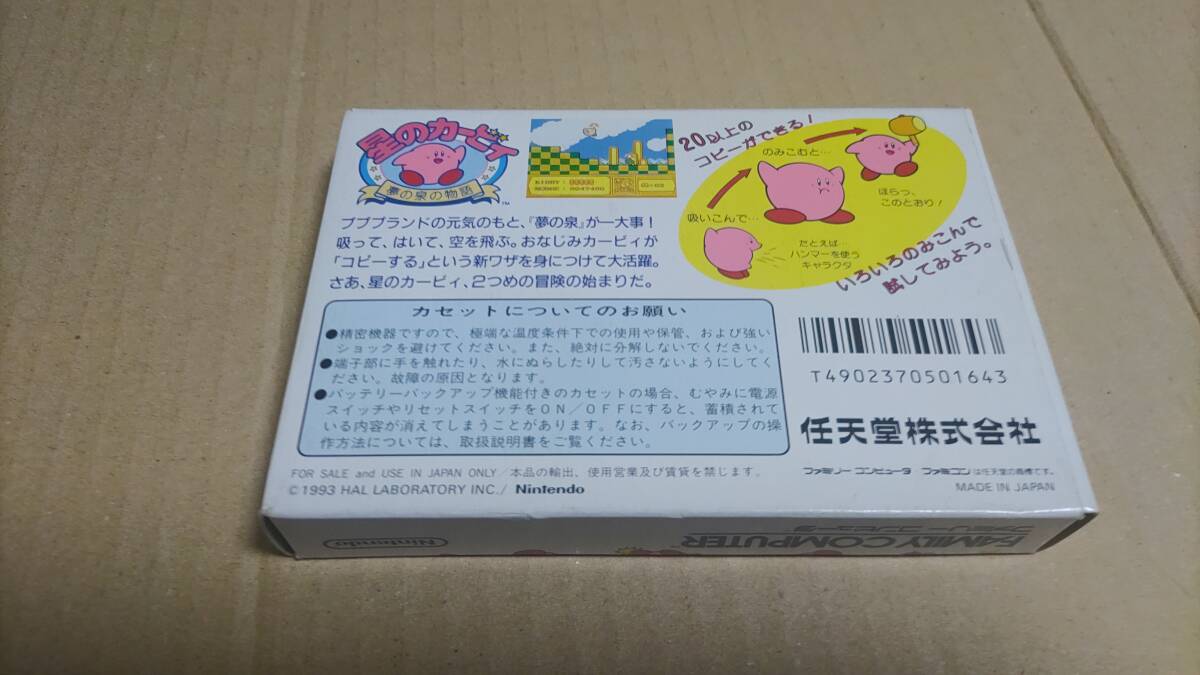 星のカービィ
夢の泉の物語
TM
20以上の
コピーができる!
吸いこんで…
のみこむと…
ほらっ、
このとおり!
たとえば…
ハンマーを使う
キャラクタ
いろいろのみこんで
試してみよう。
プププランドの元気のもと、『夢の泉』が一大事!
吸って、はいて、空を飛ぶ。おなじみカービィが
「コピーする」という新ワザを身につけて大活躍。
さあ、星のカービィ、2つめの冒険の始まりだ。
カセットについてのお願い
●精密機器ですので、極端な温度条件下での使用や保管、および強い
ショックを避けてください。また、絶対に分解しないでください。
●端子部に手を触れたり、水にぬらしたりして汚さないようにしてく
ださい。故障の原因となります。
●バッテリーバックアップ機能付きのカセットの場合、むやみに電源
スイッチやリセットスイッチをON/OFFにすると、蓄積されて
いる内容が消えてしまうことがあります。なお、バックアップの操
作方法については、取扱説明書をご覧ください。
T4902370501643
任天堂株式会社
ファミリー コンピュータ ファミコン は任天堂の商標です。
FOR SALE and USE IN JAPAN ONLY/本品の輸出、使用営業及び賃貸を禁じます。
©1993 HAL LABORATORY INC./ Nintendo
MADE IN JAPAN
Nintendo
FAMILY COMPUTER
ファミリー コンピュータ